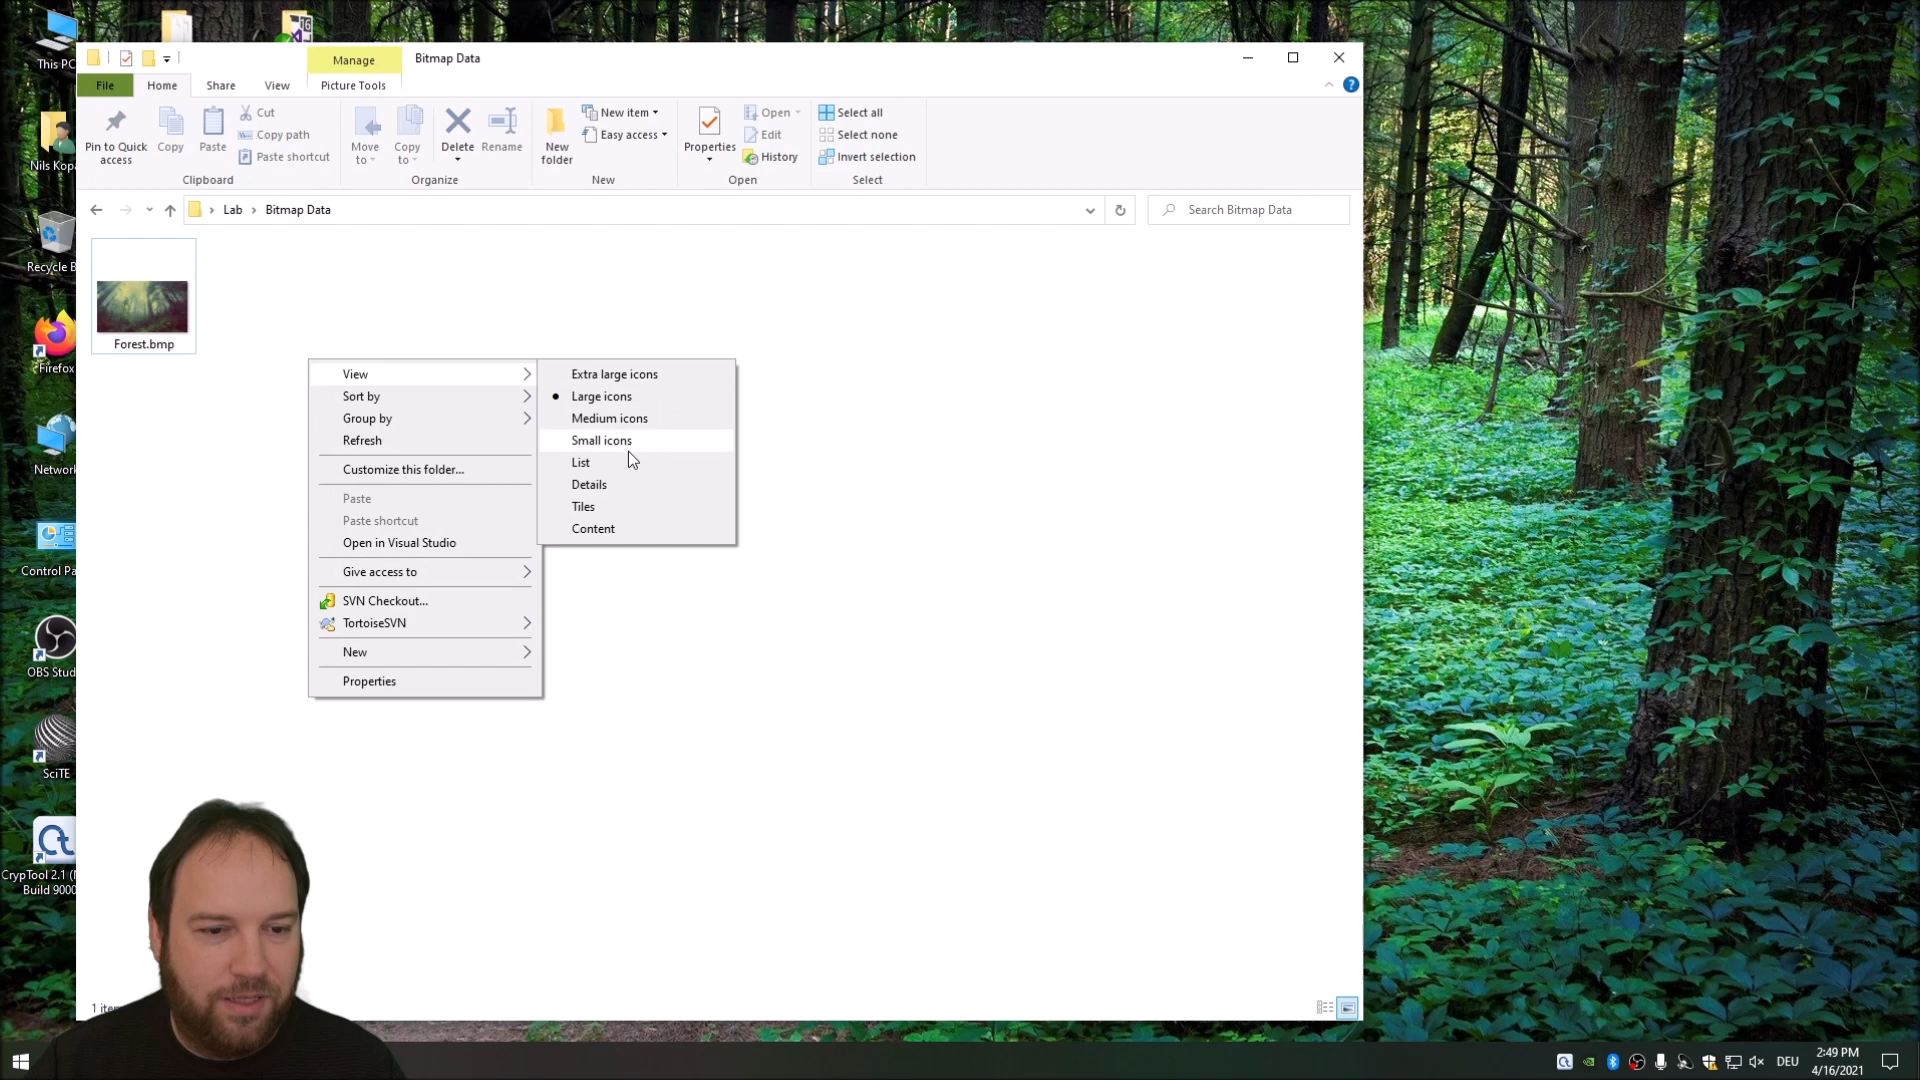 This PC
16
Manage
Bitmap Data
File
Home
Share
View
Picture Tools
Pin to Quick access
Copy
Paste
Cut
Copy path
Paste shortcut
Clipboard
Move to
Copy to
Delete
Rename
Organize
New folder
New item
Easy access
New
Properties
Open
Edit
History
Open
Select all
Select none
Invert selection
Select
Lab
Bitmap Data
Search Bitmap Data
Nils Kopa
Recycle B
Firefox
Network
Control Pa
OBS Stud
SciTE
CrypTool 2.1 (N
Build 9000
Forest.bmp
View
Sort by
Group by
Refresh
Customize this folder...
Paste
Paste shortcut
Open in Visual Studio
Give access to
SVN Checkout...
TortoiseSVN
New
Properties
Extra large icons
Large icons
Medium icons
Small icons
List
Details
Tiles
Content
1 ite
DEU
2:49 PM
4/16/2021